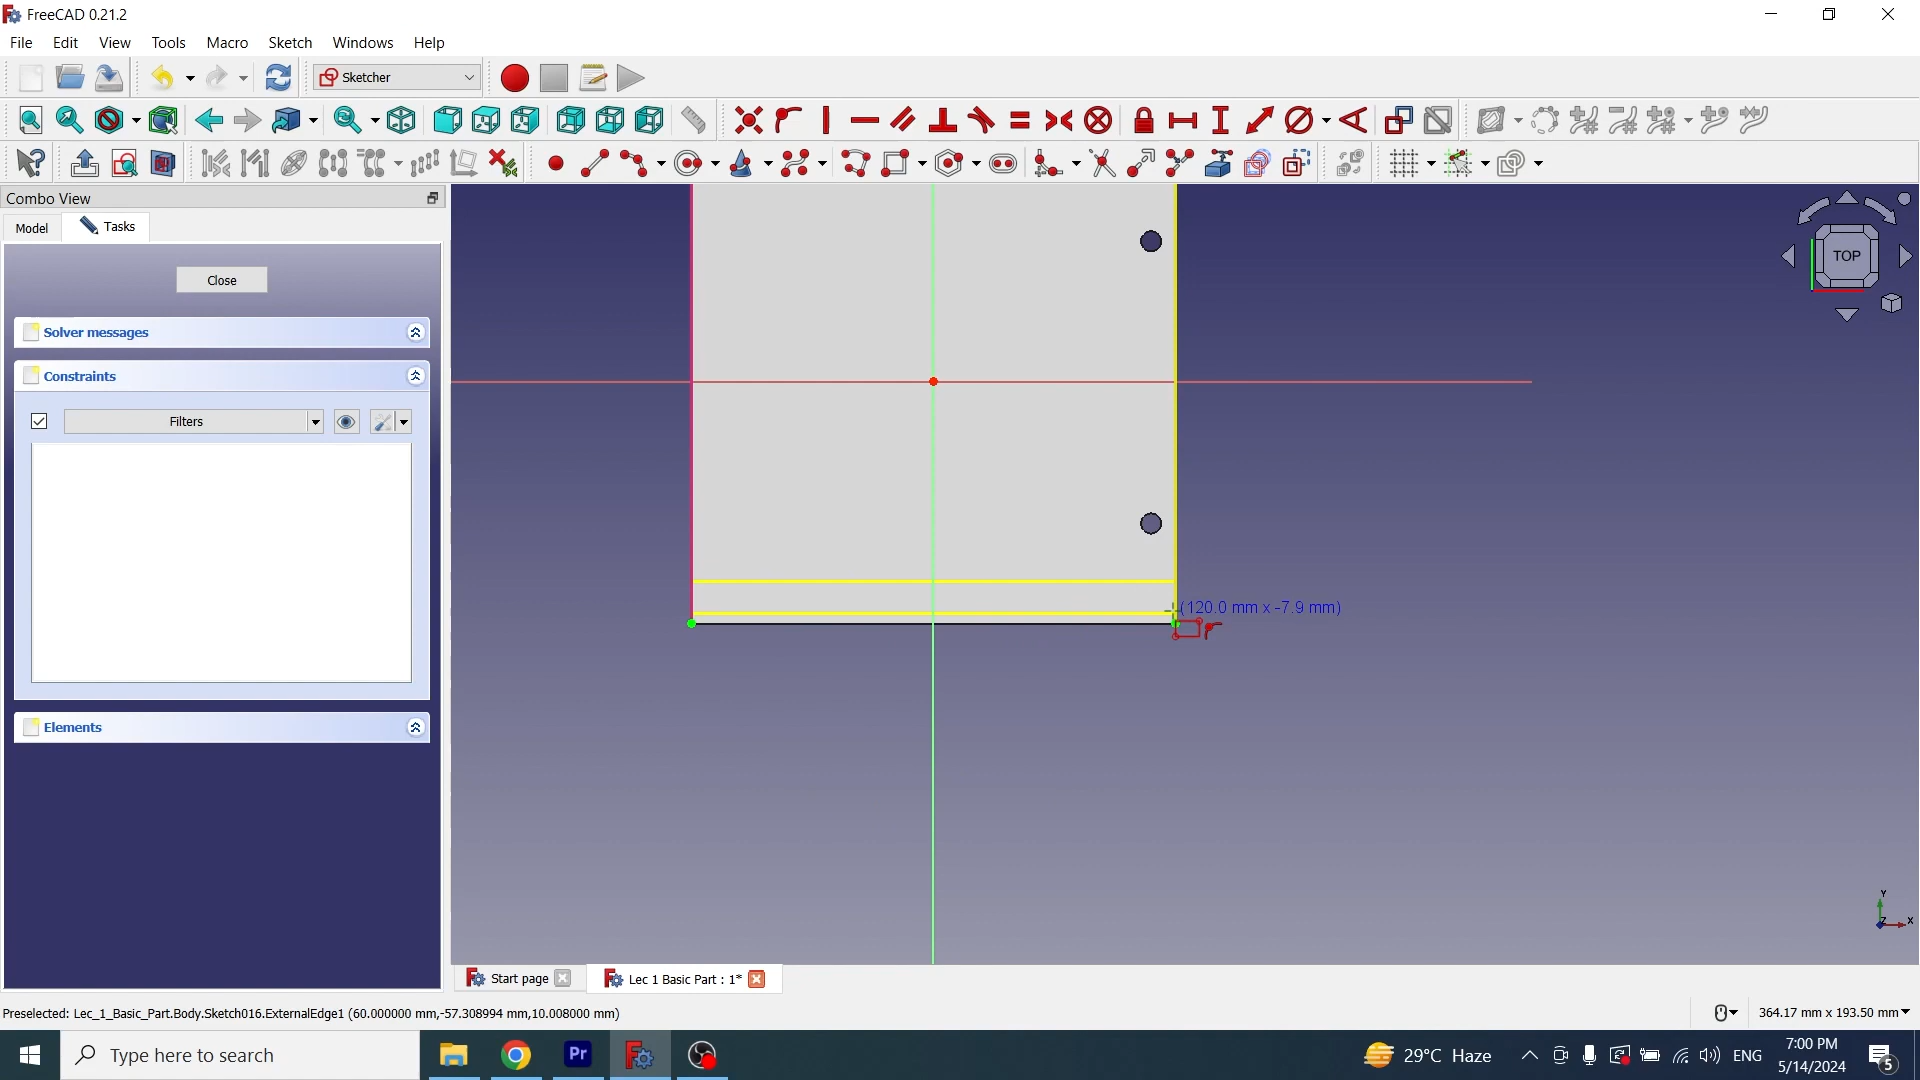 FreeCAD 0.21.2
File Edit View Tools Macro Sketch Windows Help
Sketcher
Combo View
Model Tasks
Close
Solver messages
Constraints
Filters
Elements
TOP
(120.0 mm x -7.9 mm)
Y
Z X
Start page Lec 1 Basic Part : 1*
Preselected: Lec_1_Basic_Part.Body.Sketch016.ExternalEdge1 (60.000000 mm,-57.308994 mm,10.008000 mm)
364.17 mm x 193.50 mm
Type here to search
Pr
29°C Haze
ENG
7:00 PM
5/14/2024
5